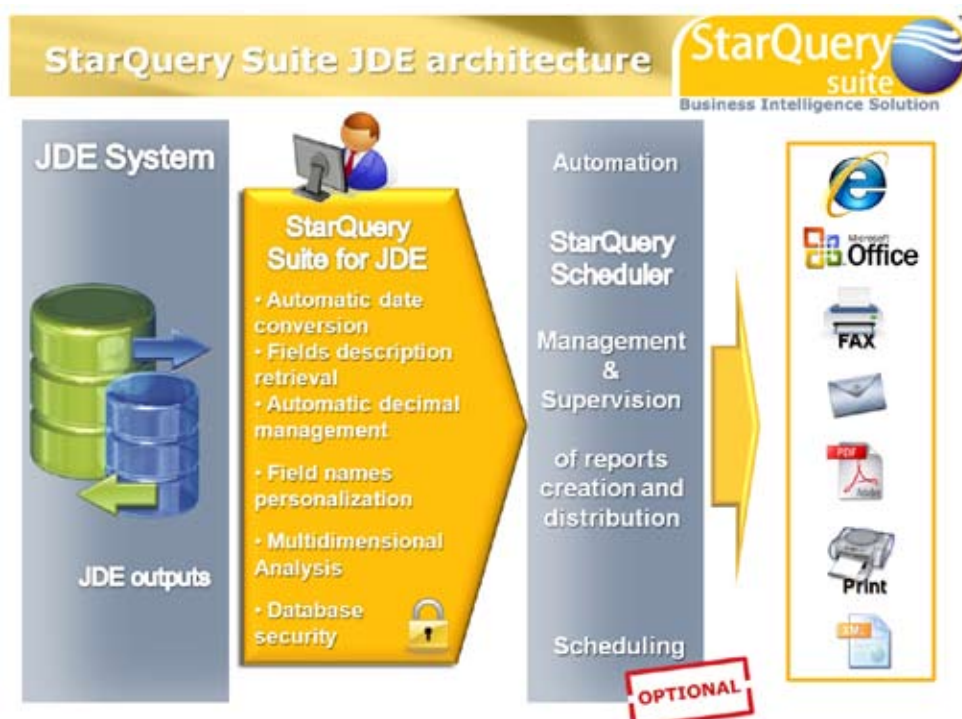 StarQuery Suite JDE architecture
StarQuery
suite
Business Intelligence Solution
JDE System
JDE outputs
StarQuery
Suite for JDE
• Automatic date
conversion
• Fields description
retrieval
• Automatic decimal
management
• Field names
personalization
• Multidimensional
Analysis
• Database
security
Automation
StarQuery
Scheduler
Management
&
Supervision
of reports
creation and
distribution
Scheduling
OPTIONAL
Microsoft
Office
FAX
PDF
Adobe
Print